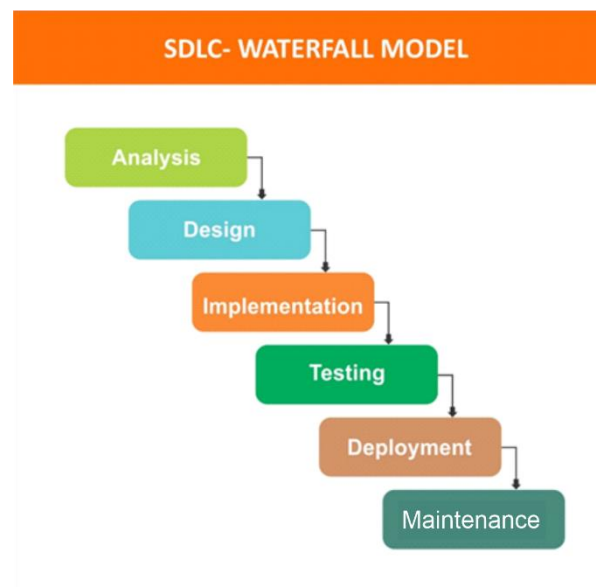 SDLC- WATERFALL MODEL
Analysis
Design
Implementation
Testing
Deployment
Maintenance